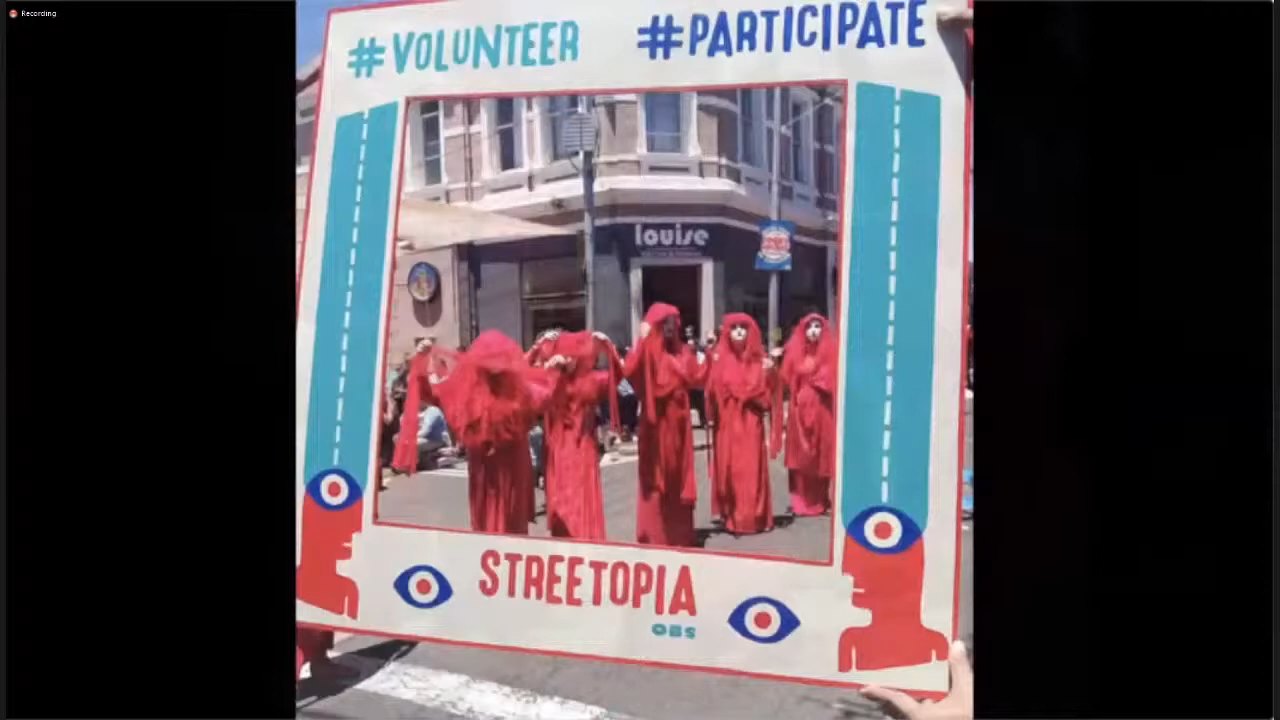 Recording
#VOLUNTEER #PARTICIPATE
louise
STREETOPIA
OBS